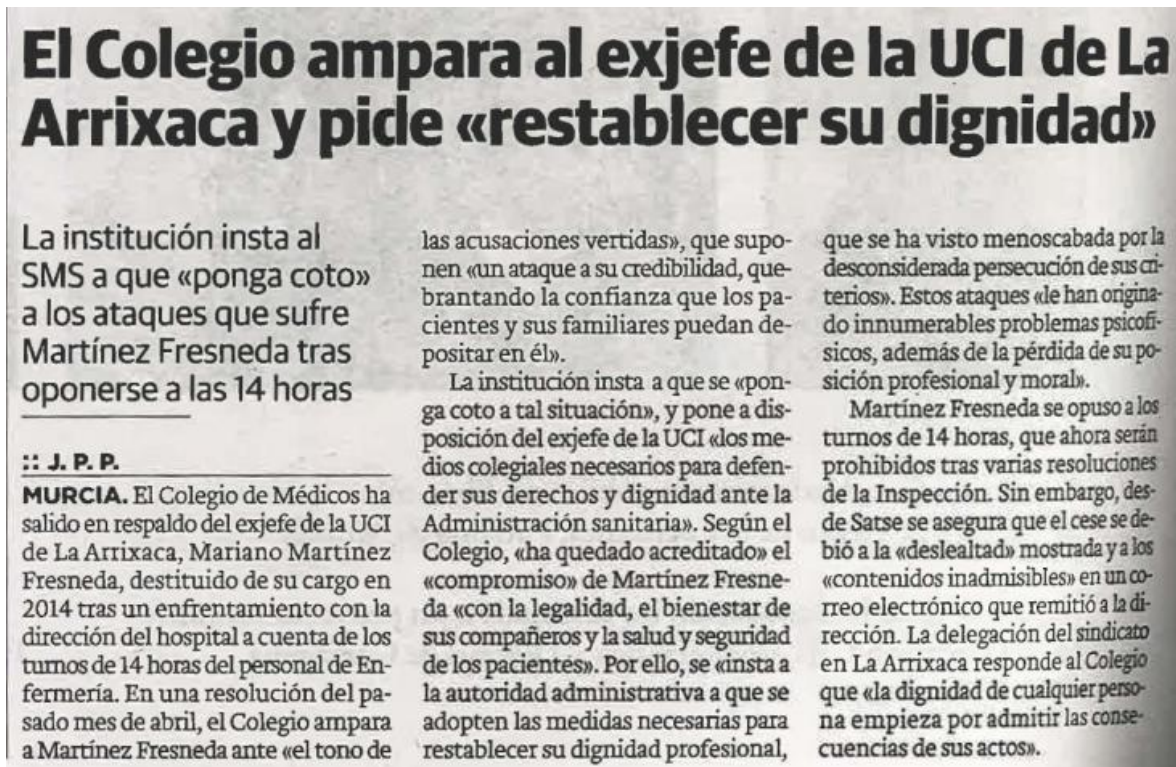 El Colegio ampara al exjefe de la UCI de La
Arrixaca y pide «restablecer su dignidad»
La institución insta al
SMS a que «ponga coto»
a los ataques que sufre
Martínez Fresneda tras
oponerse a las 14 horas
:: J. P. P.
MURCIA. El Colegio de Médicos ha
salido en respaldo del exjefe de la UCI
de La Arrixaca, Mariano Martínez
Fresneda, destituido de su cargo en
2014 tras un enfrentamiento con la
dirección del hospital a cuenta de los
turnos de 14 horas del personal de En-
fermería. En una resolución del pa-
sado mes de abril, el Colegio ampara
a Martínez Fresneda ante «el tono de
las acusaciones vertidas», que supo-
nen «un ataque a su credibilidad, que-
brantando la confianza que los pa-
cientes y sus familiares puedan de-
positar en él».
La institución insta a que se «pon-
ga coto a tal situación», y pone a dis-
posición del exjefe de la UCI «los me-
dios colegiales necesarios para defen-
der sus derechos y dignidad ante la
Administración sanitaria». Según el
Colegio, «ha quedado acreditado» el
«compromiso» de Martínez Fresne-
da «con la legalidad, el bienestar de
sus compañeros y la salud y seguridad
de los pacientes». Por ello, se «insta a
la autoridad administrativa a que se
adopten las medidas necesarias para
restablecer su dignidad profesional,
que se ha visto menoscabada por la
desconsiderada persecución de sus cri-
terios». Estos ataques «le han origina-
do innumerables problemas psicofí-
sicos, además de la pérdida de su po-
sición profesional y moral».
Martínez Fresneda se opuso a los
turnos de 14 horas, que ahora serán
prohibidos tras varias resoluciones
de la Inspección. Sin embargo, des-
de Satse se asegura que el cese se de-
bió a la «deslealtad» mostrada y a los
«contenidos inadmisibles» en un co-
rreo electrónico que remitió a la di-
rección. La delegación del sindicato
en La Arrixaca responde al Colegio
que «la dignidad de cualquier perso-
na empieza por admitir las conse-
cuencias de sus actos».